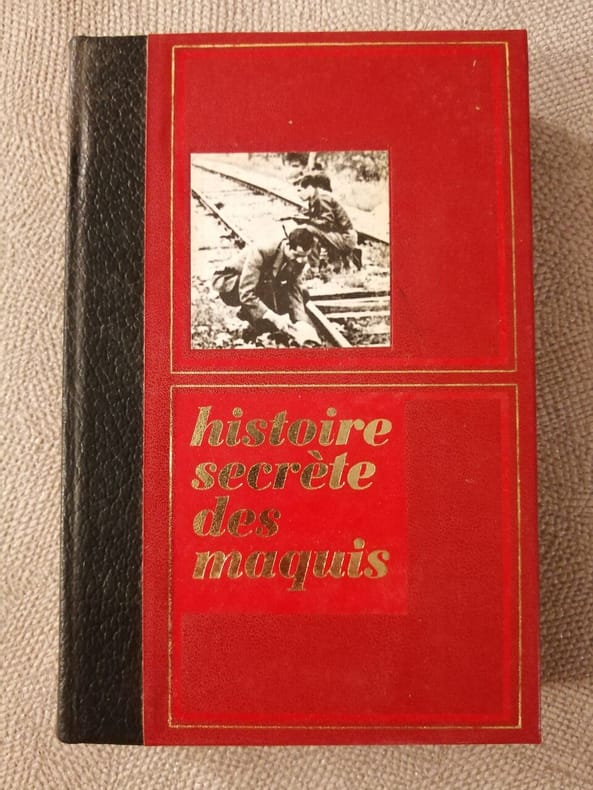 histoire
secrète
des
maquis